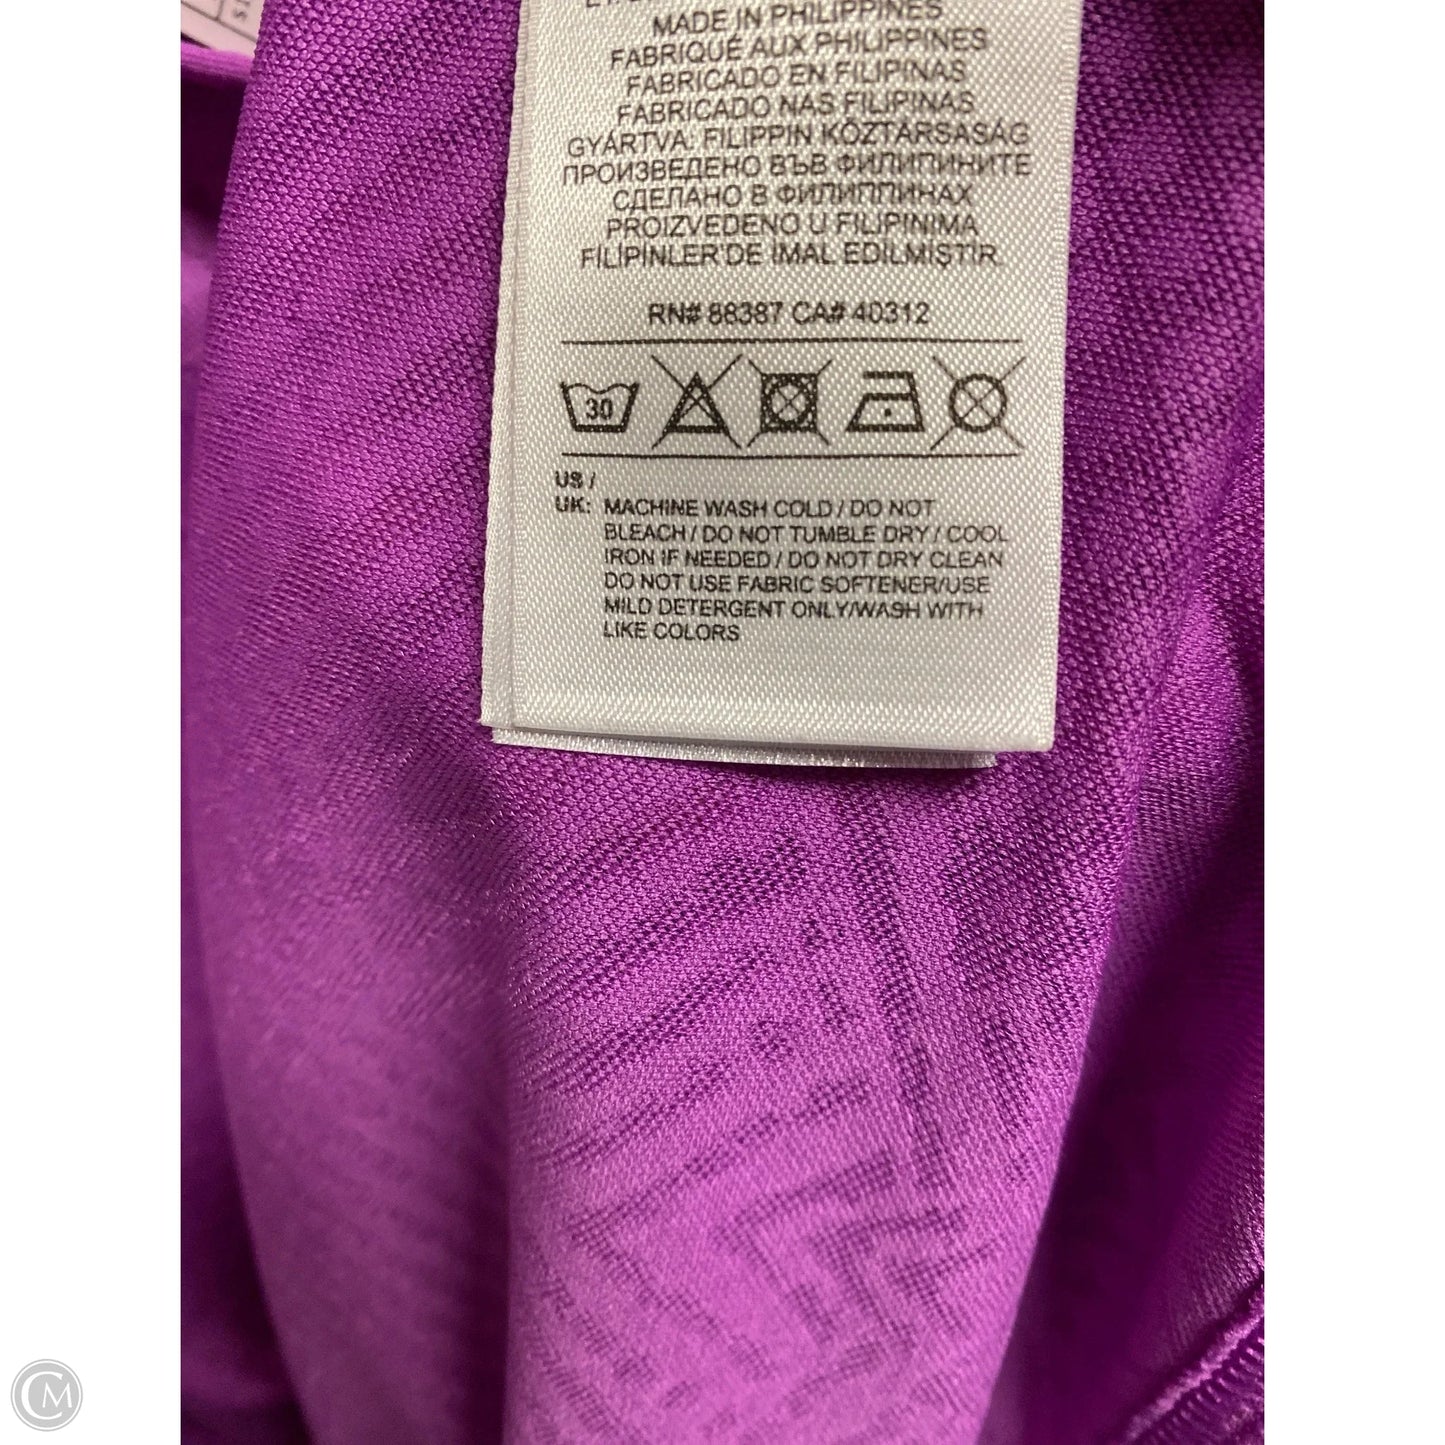 MADE IN PHILIPPINES
FABRIQUÉ AUX PHILIPPINES
FABRICADO EN FILIPINAS
FABRICADO NAS FILIPINAS
GYÁRTVA: FILIPPIN KÖZTÁRSASÁG
ПРОИЗВЕДЕНО ВЪВ ФИЛИПИНИТЕ
СДЕЛАНО В ФИЛИППИНАХ
PROIZVEDENO U FILIPINIMA
FİLİPİNLER'DE İMAL EDİLMİŞTİR.
RN# 88387 CA# 40312
30
US /
UK: MACHINE WASH COLD / DO NOT
BLEACH / DO NOT TUMBLE DRY / COOL
IRON IF NEEDED / DO NOT DRY CLEAN
DO NOT USE FABRIC SOFTENER/USE
MILD DETERGENT ONLY/WASH WITH
LIKE COLORS
CM